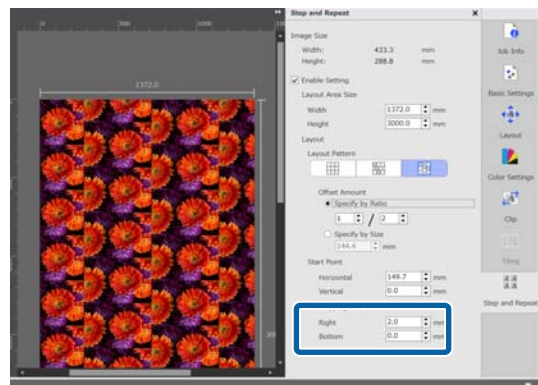 Step and Repeat
Image Size
Width: 433.3 mm
Height: 288.8 mm
Enable Setting
Layout Area Size
Width 1372.0 mm
Height 3000.0 mm
Layout
Layout Pattern
Offset Amount
Specify by Ratio
1 / 2
Specify by Size
144.4 mm
Start Point
Horizontal 149.7 mm
Vertical 0.0 mm
Right 2.0 mm
Bottom 0.0 mm
Job Info
Basic Settings
Layout
Color Settings
Clip
Tiling
Step and Repeat
0
500
1000
1372.0